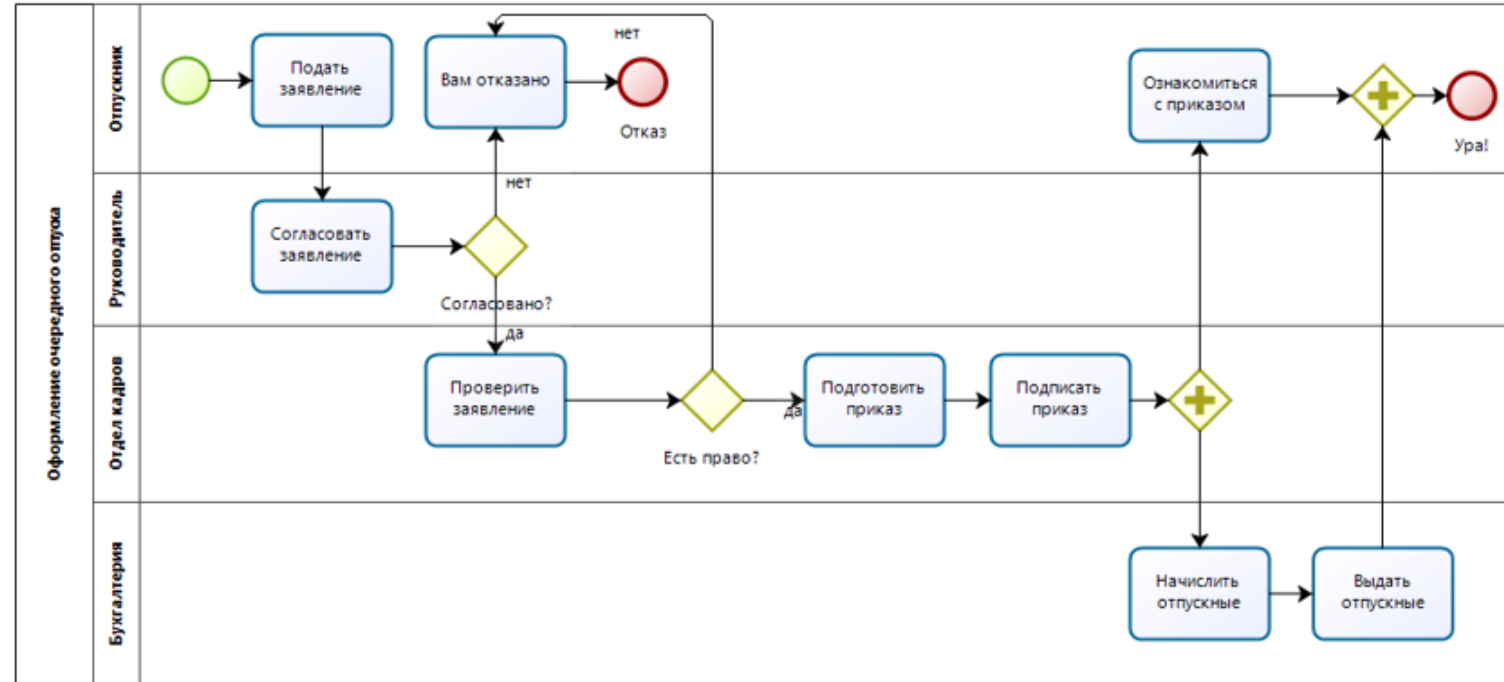 Оформление очередного отпуска
Отпускник
Подать
заявление
Вам отказано
нет
Отказ
Ознакомиться
с приказом
Ура!
Руководитель
Согласовать
заявление
нет
Согласовано?
да
Отдел кадров
Проверить
заявление
Есть право?
да
Подготовить
приказ
Подписать
приказ
Бухгалтерия
Начислить
отпускные
Выдать
отпускные